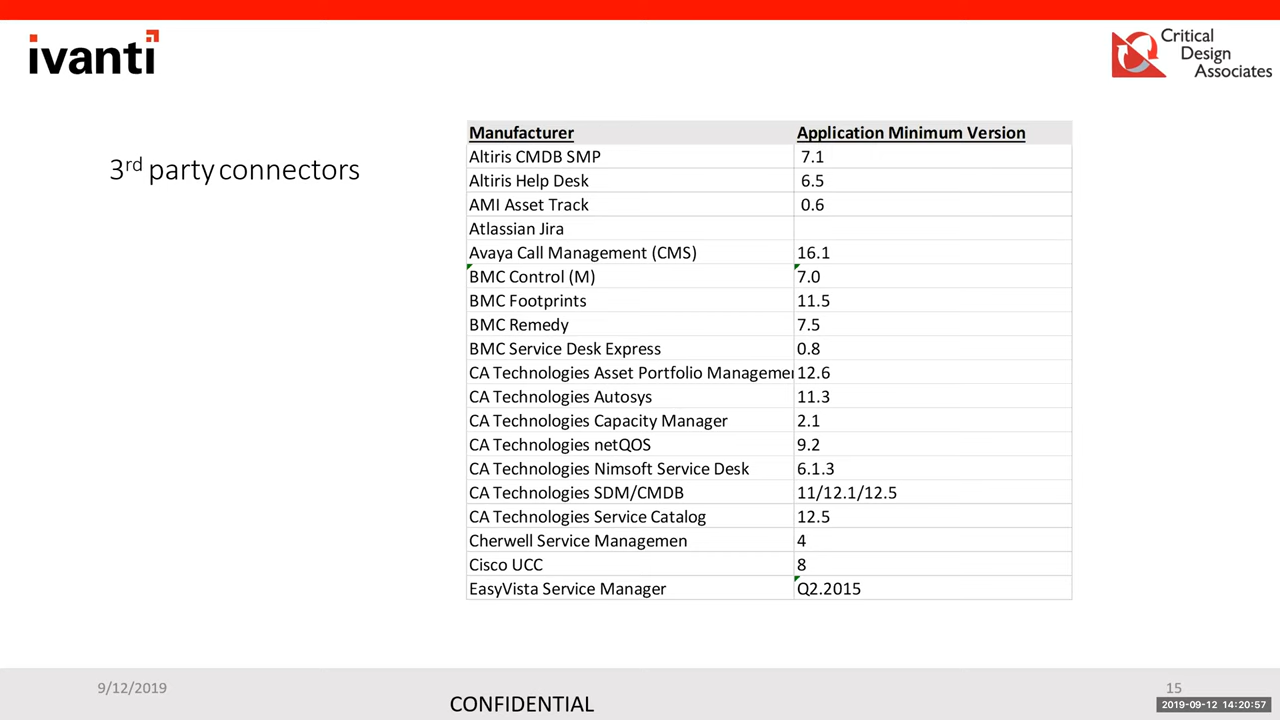 ivanti
Critical
Design
Associates
3rd party connectors
Manufacturer Application Minimum Version
Altiris CMDB SMP 7.1
Altiris Help Desk 6.5
AMI Asset Track 0.6
Atlassian Jira
Avaya Call Management (CMS) 16.1
BMC Control (M) 7.0
BMC Footprints 11.5
BMC Remedy 7.5
BMC Service Desk Express 0.8
CA Technologies Asset Portfolio Managemen 12.6
CA Technologies Autosys 11.3
CA Technologies Capacity Manager 2.1
CA Technologies netQOS 9.2
CA Technologies Nimsoft Service Desk 6.1.3
CA Technologies SDM/CMDB 11/12.1/12.5
CA Technologies Service Catalog 12.5
Cherwell Service Managemen 4
Cisco UCC 8
EasyVista Service Manager Q2.2015
9/12/2019
CONFIDENTIAL
15
2019-09-12 14:20:57